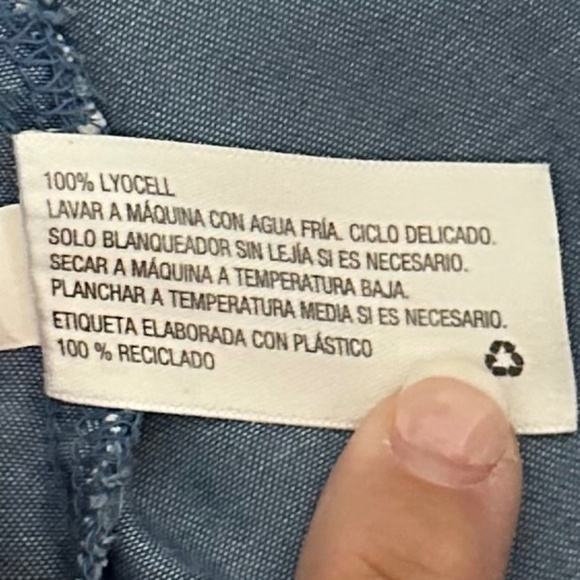 100% LYOCELL
LAVAR A MÁQUINA CON AGUA FRÍA. CICLO DELICADO.
SOLO BLANQUEADOR SIN LEJÍA SI ES NECESARIO.
SECAR A MÁQUINA A TEMPERATURA BAJA.
PLANCHAR A TEMPERATURA MEDIA SI ES NECESARIO.
ETIQUETA ELABORADA CON PLÁSTICO
100 % RECICLADO